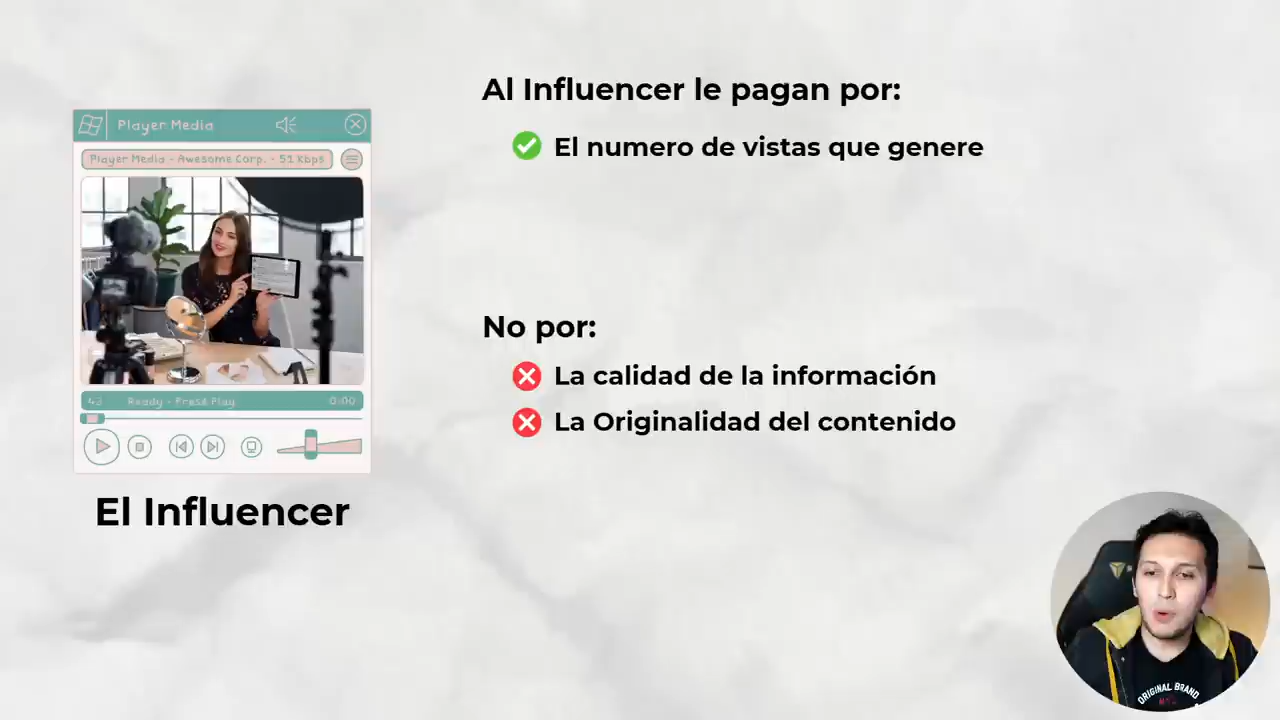 Al Influencer le pagan por:
El numero de vistas que genere
Player Media
Player Media - Awesome Corp. - 51 Kbps
No por:
La calidad de la información
La Originalidad del contenido
43 Ready - Press Play 0:00
El Influencer
ORIGINAL BRAND